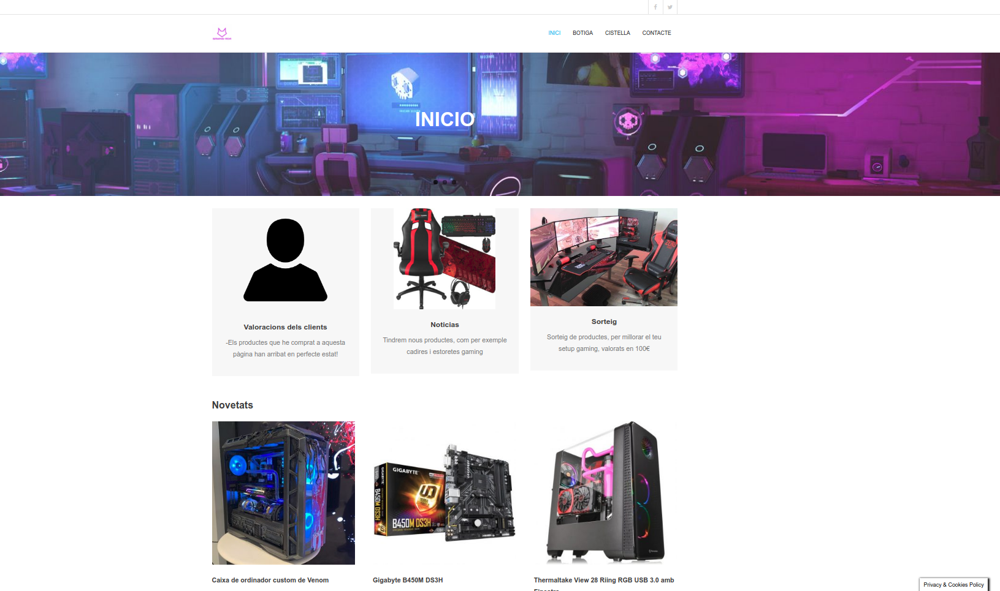 INICI BOTIGA CISTELLA CONTACTE
INICIO
Valoracions dels clients
-Els productes que he comprat a aquesta
pàgina han arribat en perfecte estat!
Noticias
Tindrem nous productes, com per exemple
cadires i estoretes gaming
Sorteig
Sorteig de productes, per millorar el teu
setup gaming, valorats en 100€
Novetats
GIGABYTE
B450M DS3H
B450M DS3H
Caixa de ordinador custom de Venom
Gigabyte B450M DS3H
Thermaltake View 28 Riing RGB USB 3.0 amb
Privacy & Cookies Policy